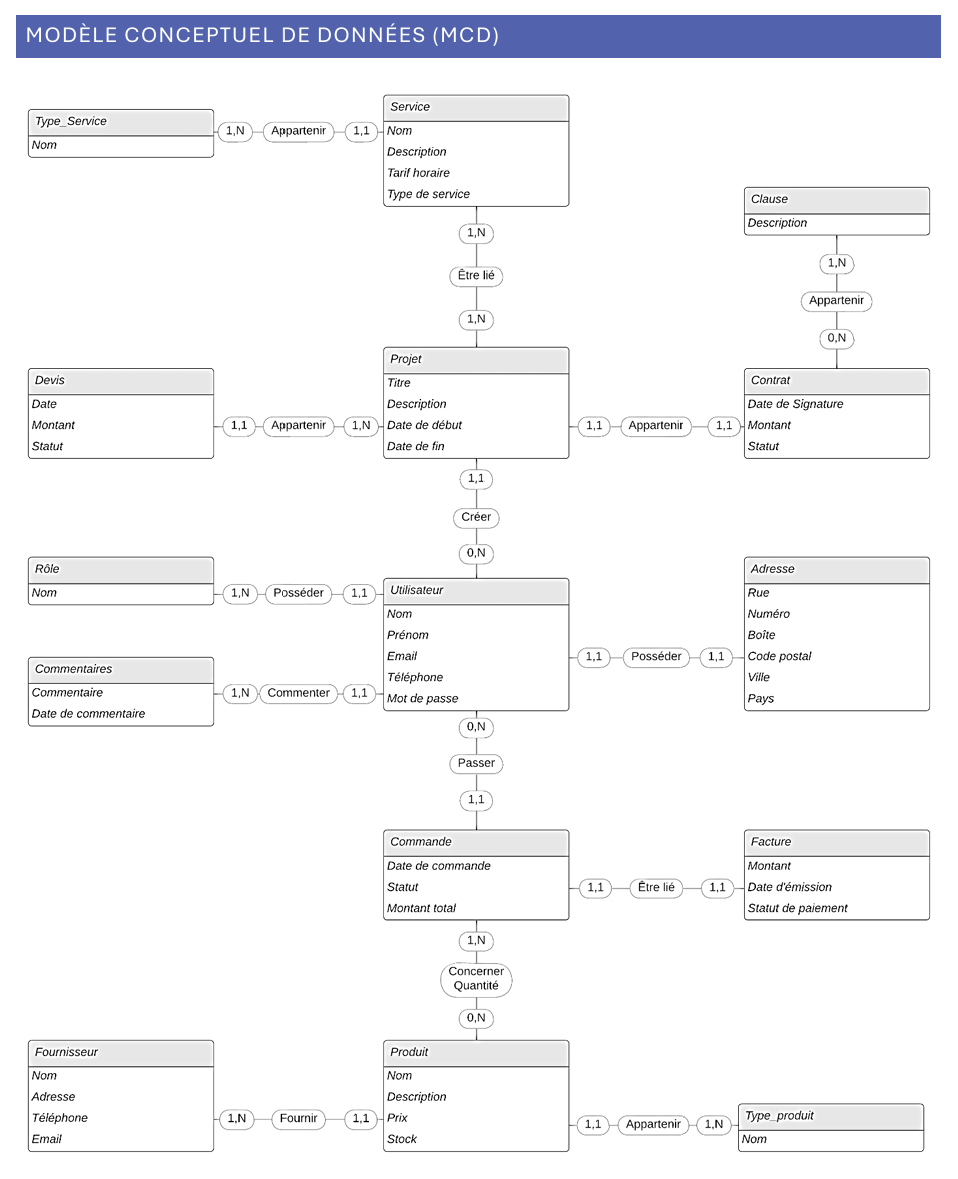 MODÈLE CONCEPTUEL DE DONNÉES (MCD)
Type_Service
Nom
1,N
Appartenir
1,1
Service
Nom
Description
Tarif horaire
Type de service
1,N
Être lié
1,N
Clause
Description
1,N
Appartenir
0,N
Devis
Date
Montant
Statut
1,1
Appartenir
1,N
Projet
Titre
Description
Date de début
Date de fin
1,1
Appartenir
1,1
Contrat
Date de Signature
Montant
Statut
1,1
Créer
0,N
Rôle
Nom
1,N
Posséder
1,1
Commentaires
Commentaire
Date de commentaire
1,N
Commenter
1,1
Utilisateur
Nom
Prénom
Email
Téléphone
Mot de passe
1,1
Posséder
1,1
Adresse
Rue
Numéro
Boîte
Code postal
Ville
Pays
0,N
Passer
1,1
Commande
Date de commande
Statut
Montant total
1,1
Être lié
1,1
Facture
Montant
Date d'émission
Statut de paiement
1,N
Concerner
Quantité
0,N
Fournisseur
Nom
Adresse
Téléphone
Email
1,N
Fournir
1,1
Produit
Nom
Description
Prix
Stock
1,1
Appartenir
1,N
Type_produit
Nom